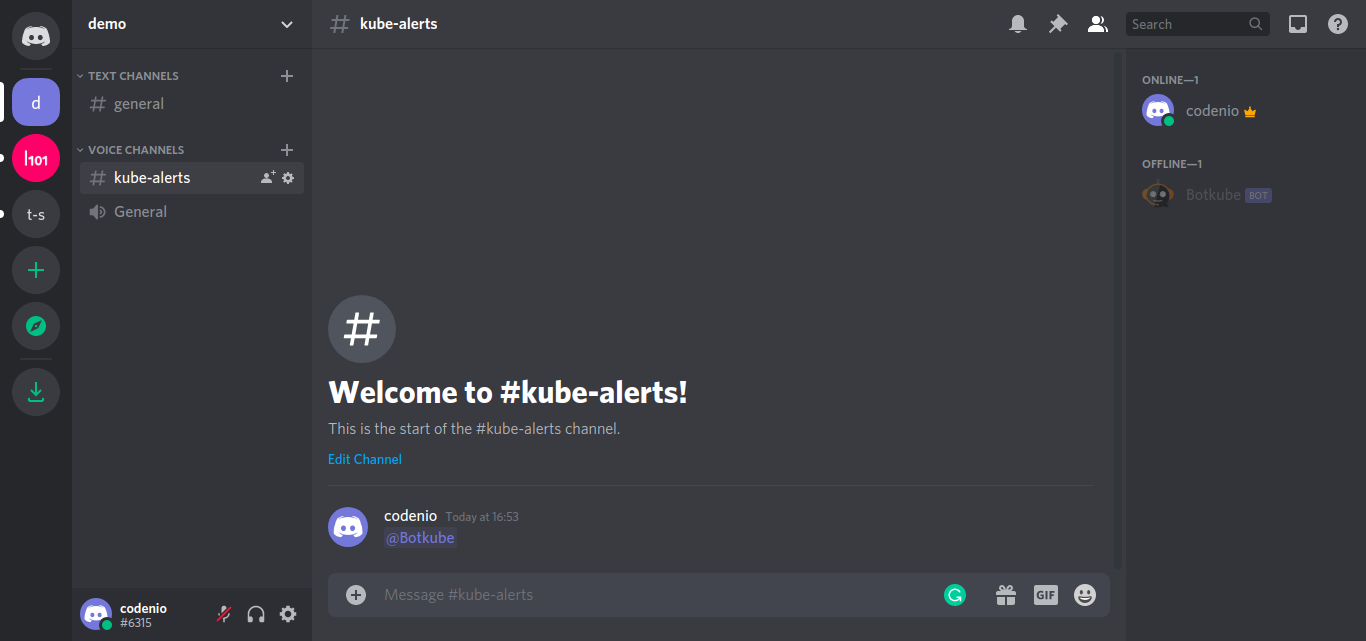 demo
TEXT CHANNELS
general
VOICE CHANNELS
kube-alerts
General
codenio
#6315
d
101
t-s
kube-alerts
Search
Welcome to #kube-alerts!
This is the start of the #kube-alerts channel.
Edit Channel
codenio Today at 16:53
@Botkube
Message #kube-alerts
GIF
ONLINE—1
codenio
OFFLINE—1
Botkube BOT